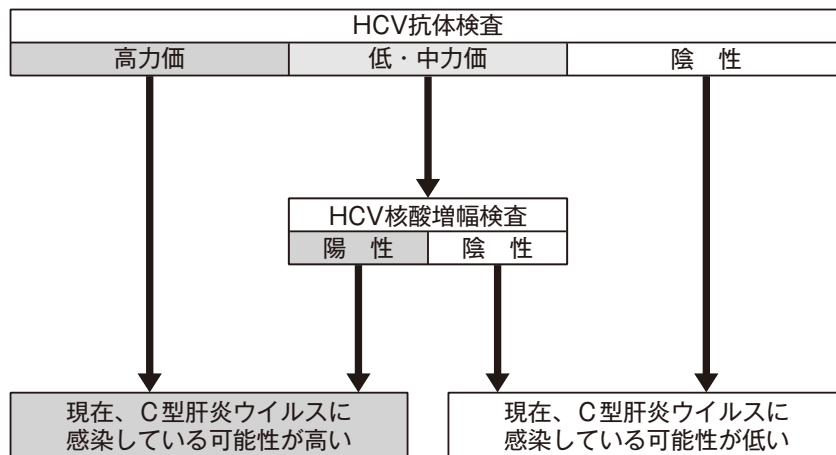 HCV抗体検査
高力価
低・中力価
陰 性
HCV核酸増幅検査
陽 性
陰 性
現在、C型肝炎ウイルスに
感染している可能性が高い
現在、C型肝炎ウイルスに
感染している可能性が低い